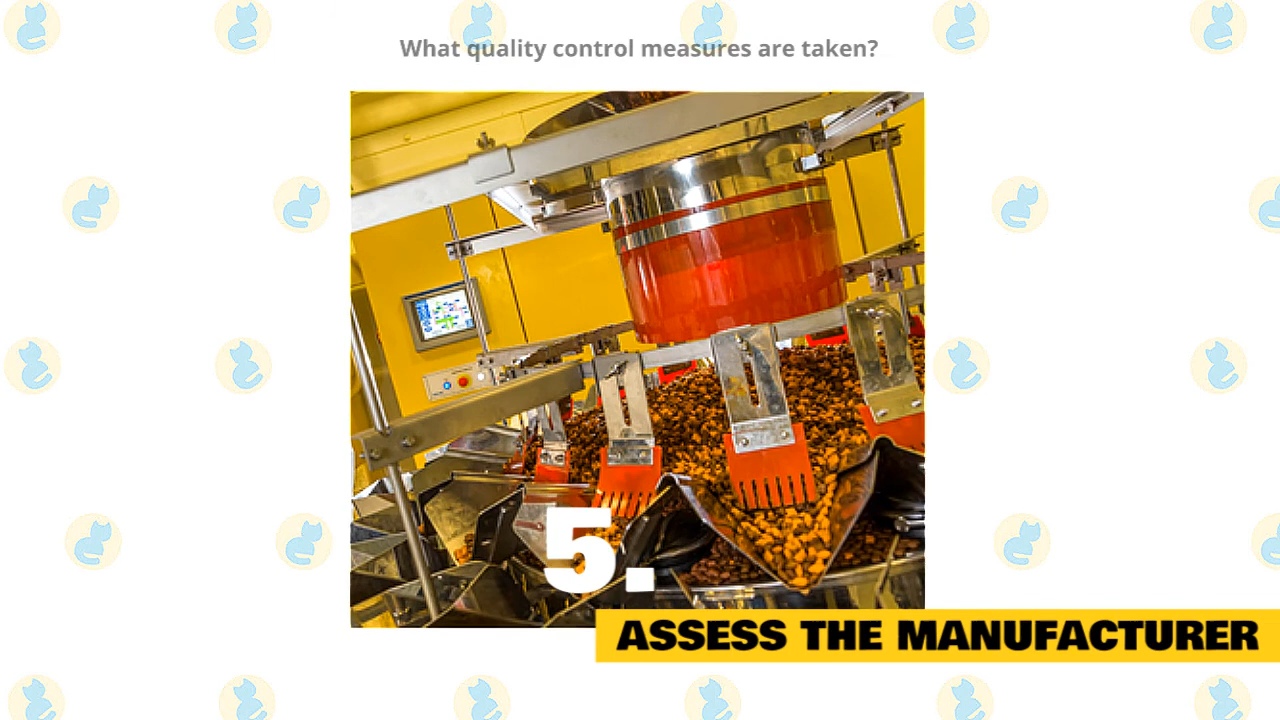 What quality control measures are taken?
5.
ASSESS THE MANUFACTURER